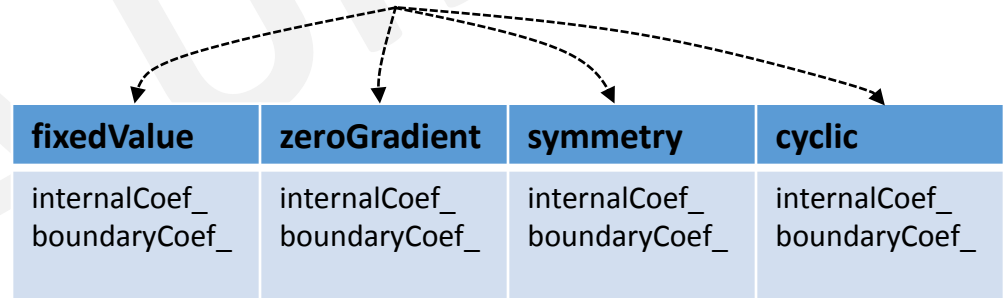 fixedValue zeroGradient symmetry cyclic
internalCoef_ internalCoef_ internalCoef_ internalCoef_
boundaryCoef_ boundaryCoef_ boundaryCoef_ boundaryCoef_